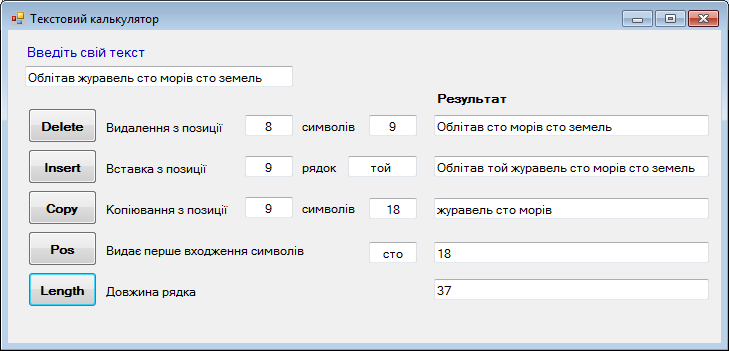 Текстовий калькулятор
Введіть свій текст
Облітав журавель сто морів сто земель
Результат
Delete Видалення з позиції 8 символів 9 Облітав сто морів сто земель
Insert Вставка з позиції 9 рядок той Облітав той журавель сто морів сто земель
Copy Копіювання з позиції 9 символів 18 журавель сто морів
Pos Видає перше входження символів сто 18
Length Довжина рядка 37